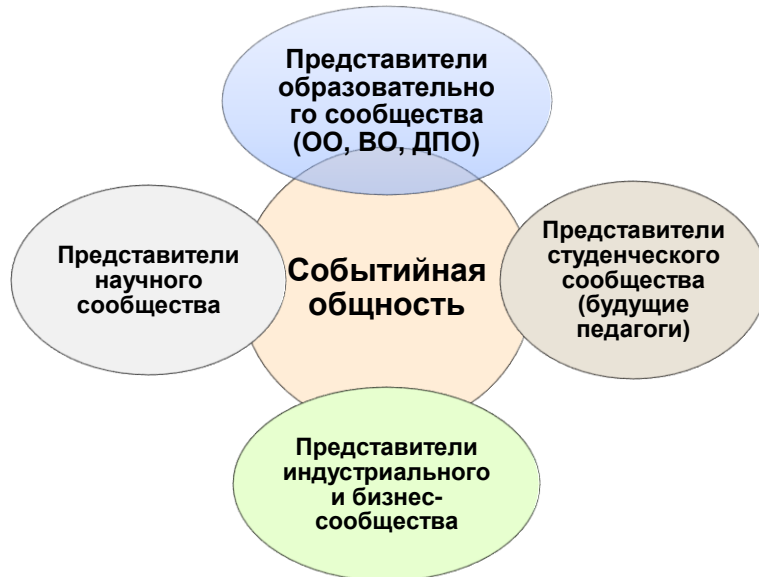 Представители
образовательно
го сообщества
(ОО, ВО, ДПО)
Представители
научного
сообщества
Событийная
общность
Представители
студенческого
сообщества
(будущие
педагоги)
Представители
индустриального
и бизнес-
сообщества